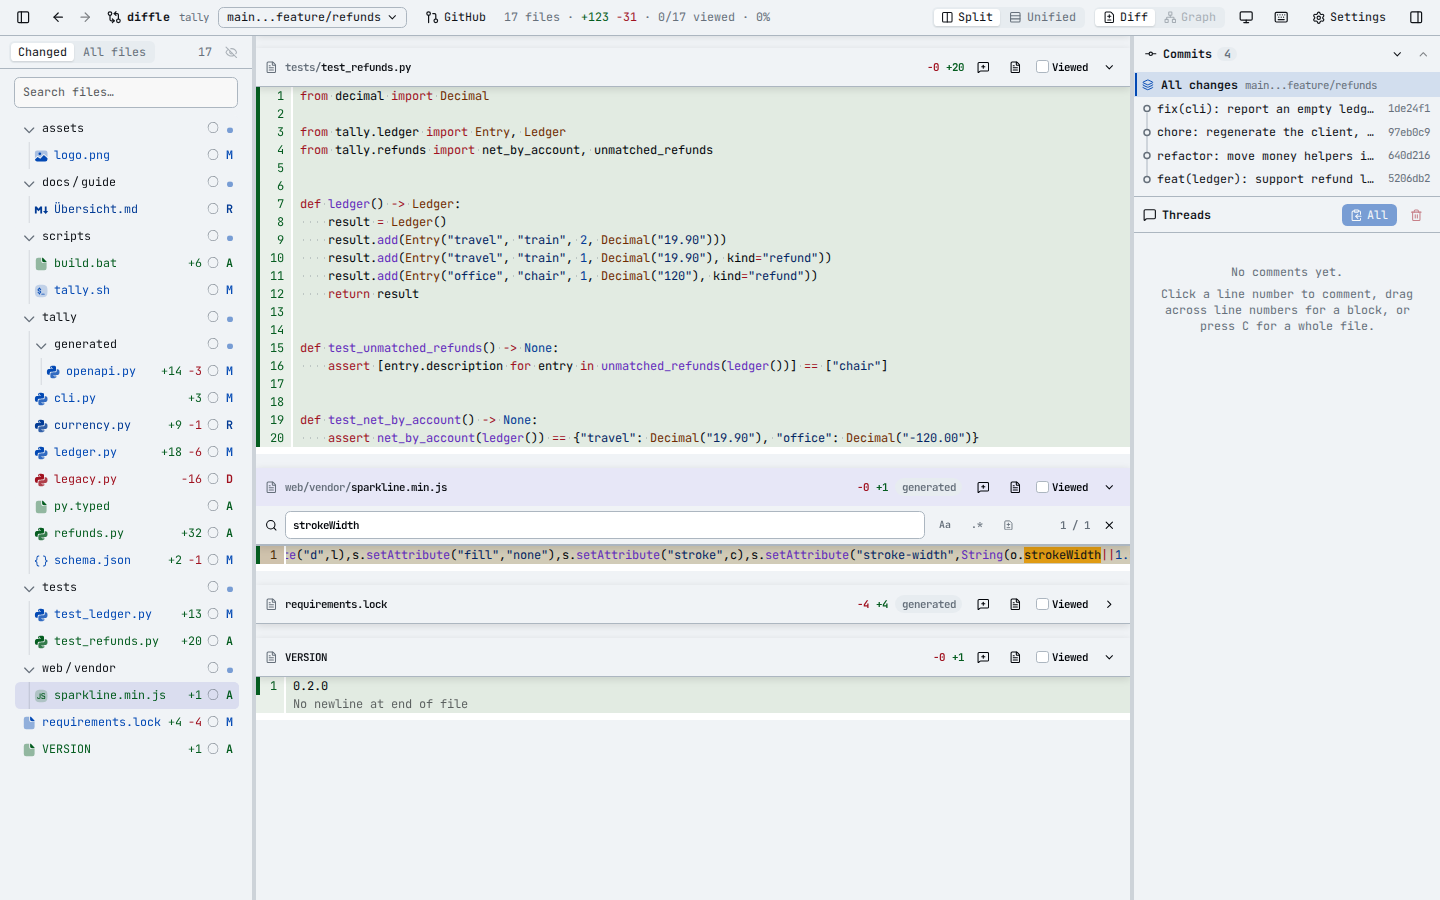 diffle tally main...feature/refunds GitHub 17 files · +123 -31 · 0/17 viewed · 0% Split Unified Diff Graph Settings
Changed All files 17
Search files…
assets
logo.png M
docs/guide
Übersicht.md R
scripts
build.bat +6 A
tally.sh M
tally
generated
openapi.py +14 -3 M
cli.py +3 M
currency.py +9 -1 R
ledger.py +18 -6 M
legacy.py -16 D
py.typed A
refunds.py +32 A
schema.json +2 -1 M
tests
test_ledger.py +13 M
test_refunds.py +20 A
web/vendor
sparkline.min.js +1 A
requirements.lock +4 -4 M
VERSION +1 A
tests/test_refunds.py -0 +20 Viewed
1 from decimal import Decimal
2
3 from tally.ledger import Entry, Ledger
4 from tally.refunds import net_by_account, unmatched_refunds
5
6
7 def ledger() -> Ledger:
8     result = Ledger()
9     result.add(Entry("travel", "train", 2, Decimal("19.90")))
10     result.add(Entry("travel", "train", 1, Decimal("19.90"), kind="refund"))
11     result.add(Entry("office", "chair", 1, Decimal("120"), kind="refund"))
12     return result
13
14
15 def test_unmatched_refunds() -> None:
16     assert [entry.description for entry in unmatched_refunds(ledger())] == ["chair"]
17
18
19 def test_net_by_account() -> None:
20     assert net_by_account(ledger()) == {"travel": Decimal("19.90"), "office": Decimal("-120.00")}
web/vendor/sparkline.min.js -0 +1 generated Viewed
strokeWidth Aa .* 1 / 1
1 te("d",l),s.setAttribute("fill","none"),s.setAttribute("stroke",c),s.setAttribute("stroke-width",String(o.strokeWidth||1.
requirements.lock -4 +4 generated Viewed
VERSION -0 +1 Viewed
1 0.2.0
No newline at end of file
Commits 4
All changes main...feature/refunds
fix(cli): report an empty ledg… 1de24f1
chore: regenerate the client, … 97eb0c9
refactor: move money helpers i… 640d216
feat(ledger): support refund l… 5206db2
Threads All
No comments yet.
Click a line number to comment, drag
across line numbers for a block, or
press C for a whole file.